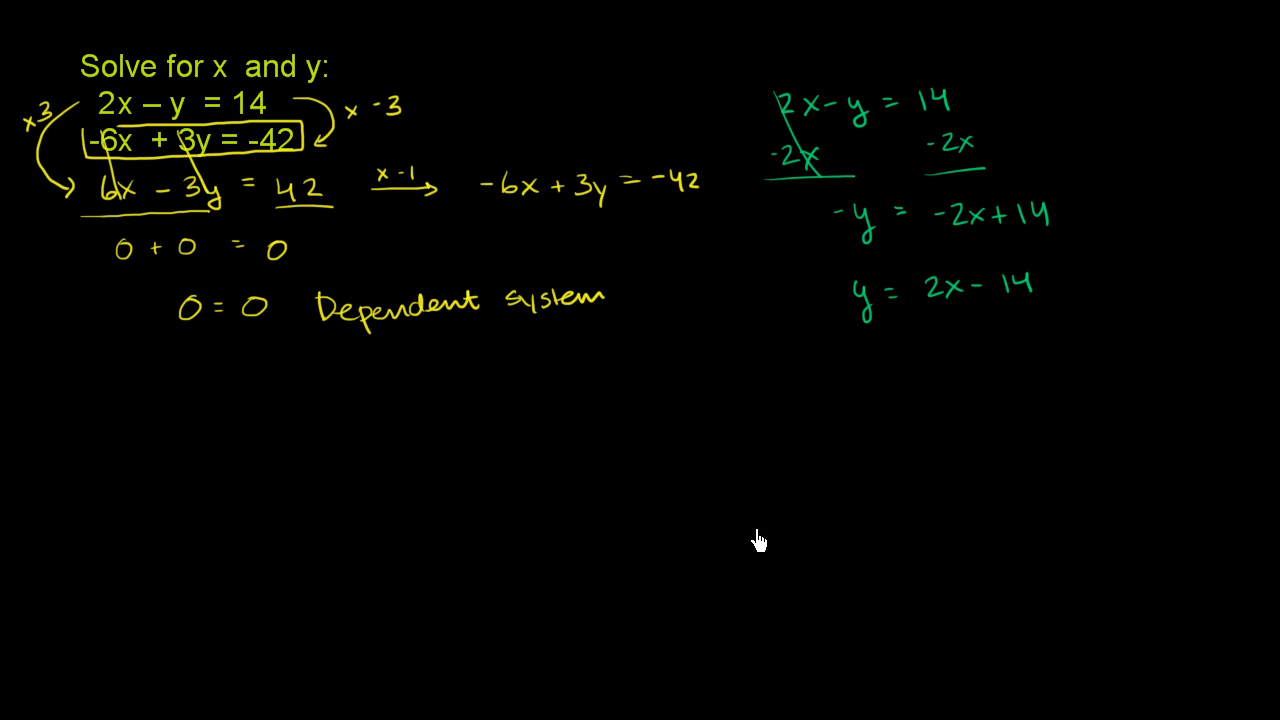 Solve for x and y:
2x – y = 14
x 3
x -3
-6x + 3y = -42
6x - 3y = 42
x -1
-6x + 3y = -42
0 + 0 = 0
0 = 0 Dependent system
2x - y = 14
-2x -2x
-y = -2x + 14
y = 2x - 14